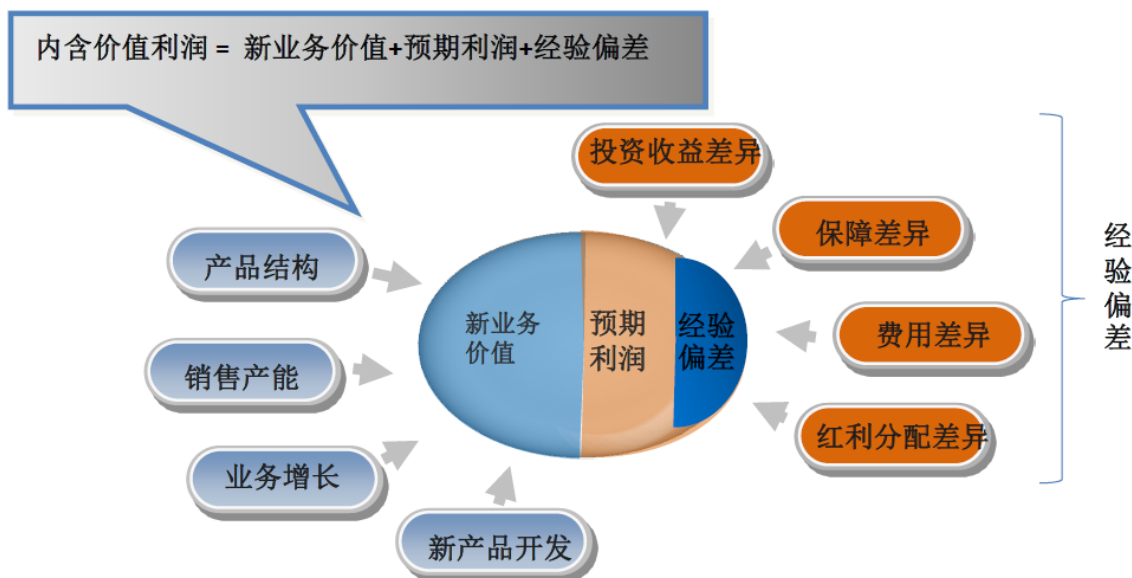 内含价值利润 = 新业务价值+预期利润+经验偏差
投资收益差异
保障差异
费用差异
红利分配差异
经
验
偏
差
产品结构
销售产能
业务增长
新产品开发
新业务
价值
预期
利润
经验
偏差